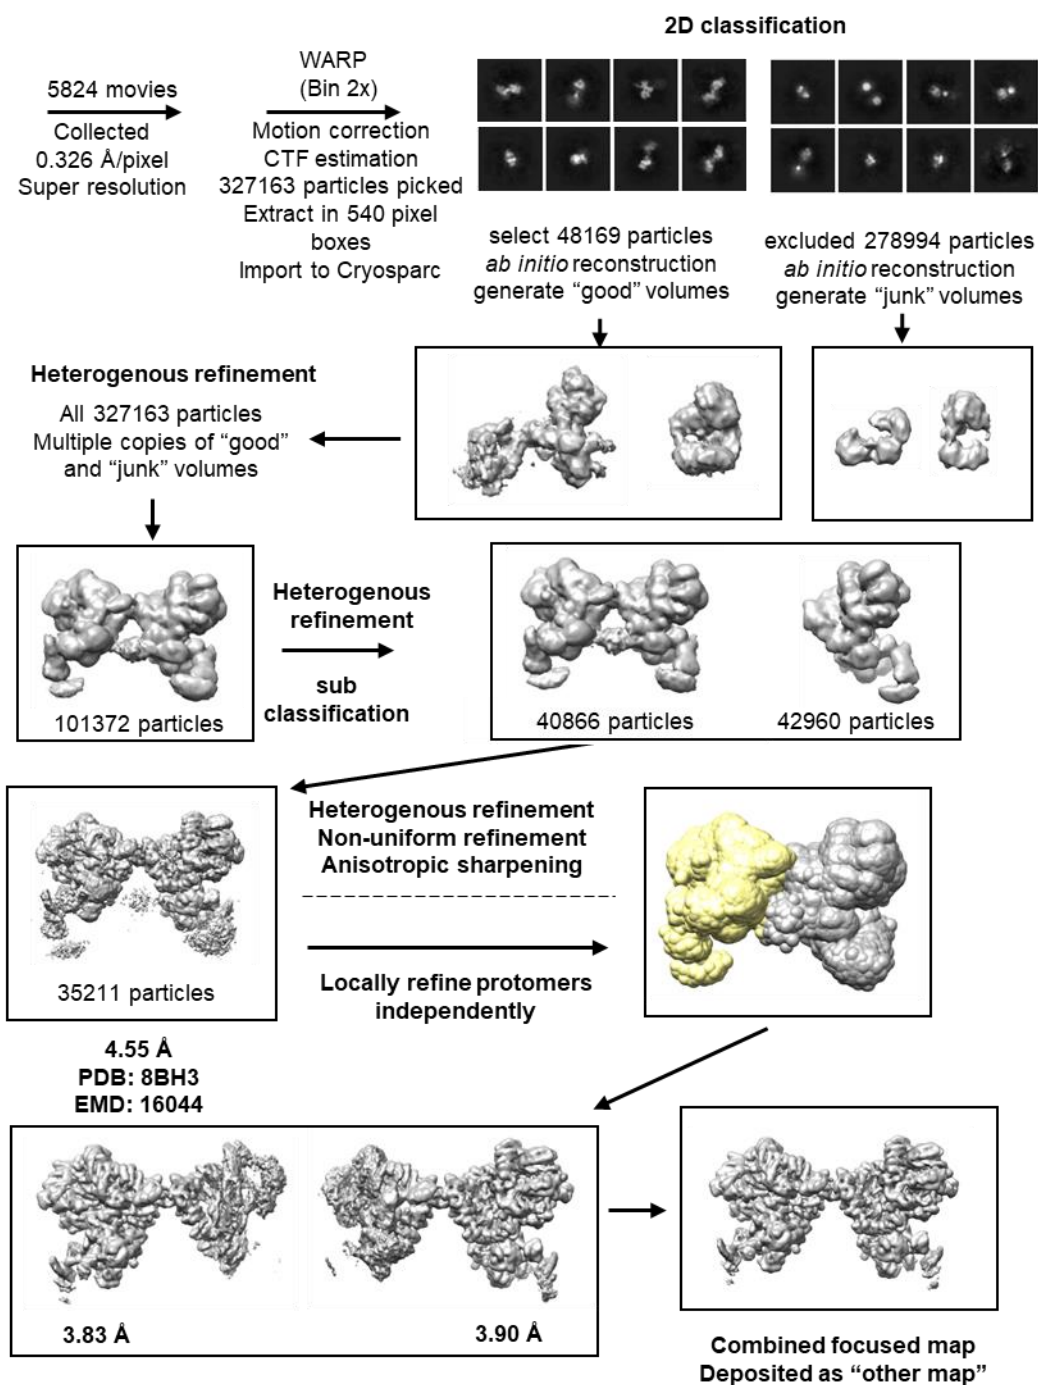 2D classification
5824 movies
Collected
0.326 Å/pixel
Super resolution
WARP
(Bin 2x)
Motion correction
CTF estimation
327163 particles picked
Extract in 540 pixel
boxes
Import to Cryosparc
select 48169 particles
ab initio reconstruction
generate “good” volumes
excluded 278994 particles
ab initio reconstruction
generate “junk” volumes
Heterogenous refinement
All 327163 particles
Multiple copies of “good”
and “junk” volumes
101372 particles
Heterogenous
refinement
sub
classification
40866 particles
42960 particles
35211 particles
4.55 Å
PDB: 8BH3
EMD: 16044
Heterogenous refinement
Non-uniform refinement
Anisotropic sharpening
Locally refine protomers
independently
3.83 Å
3.90 Å
Combined focused map
Deposited as “other map”